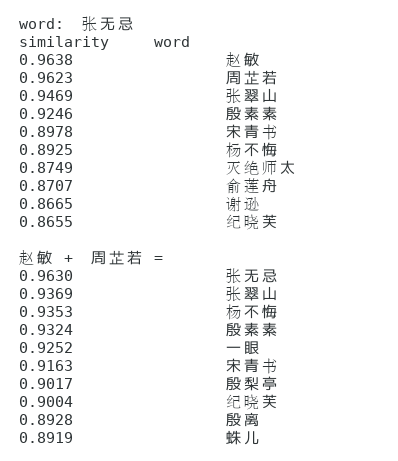 word: 张无忌
similarity word
0.9638 赵敏
0.9623 周芷若
0.9469 张翠山
0.9246 殷素素
0.8978 宋青书
0.8925 杨不悔
0.8749 灭绝师太
0.8707 俞莲舟
0.8665 谢逊
0.8655 纪晓芙
赵敏 + 周芷若 =
0.9630 张无忌
0.9369 张翠山
0.9353 杨不悔
0.9324 殷素素
0.9252 一眼
0.9163 宋青书
0.9017 殷梨亭
0.9004 纪晓芙
0.8928 殷离
0.8919 蛛儿